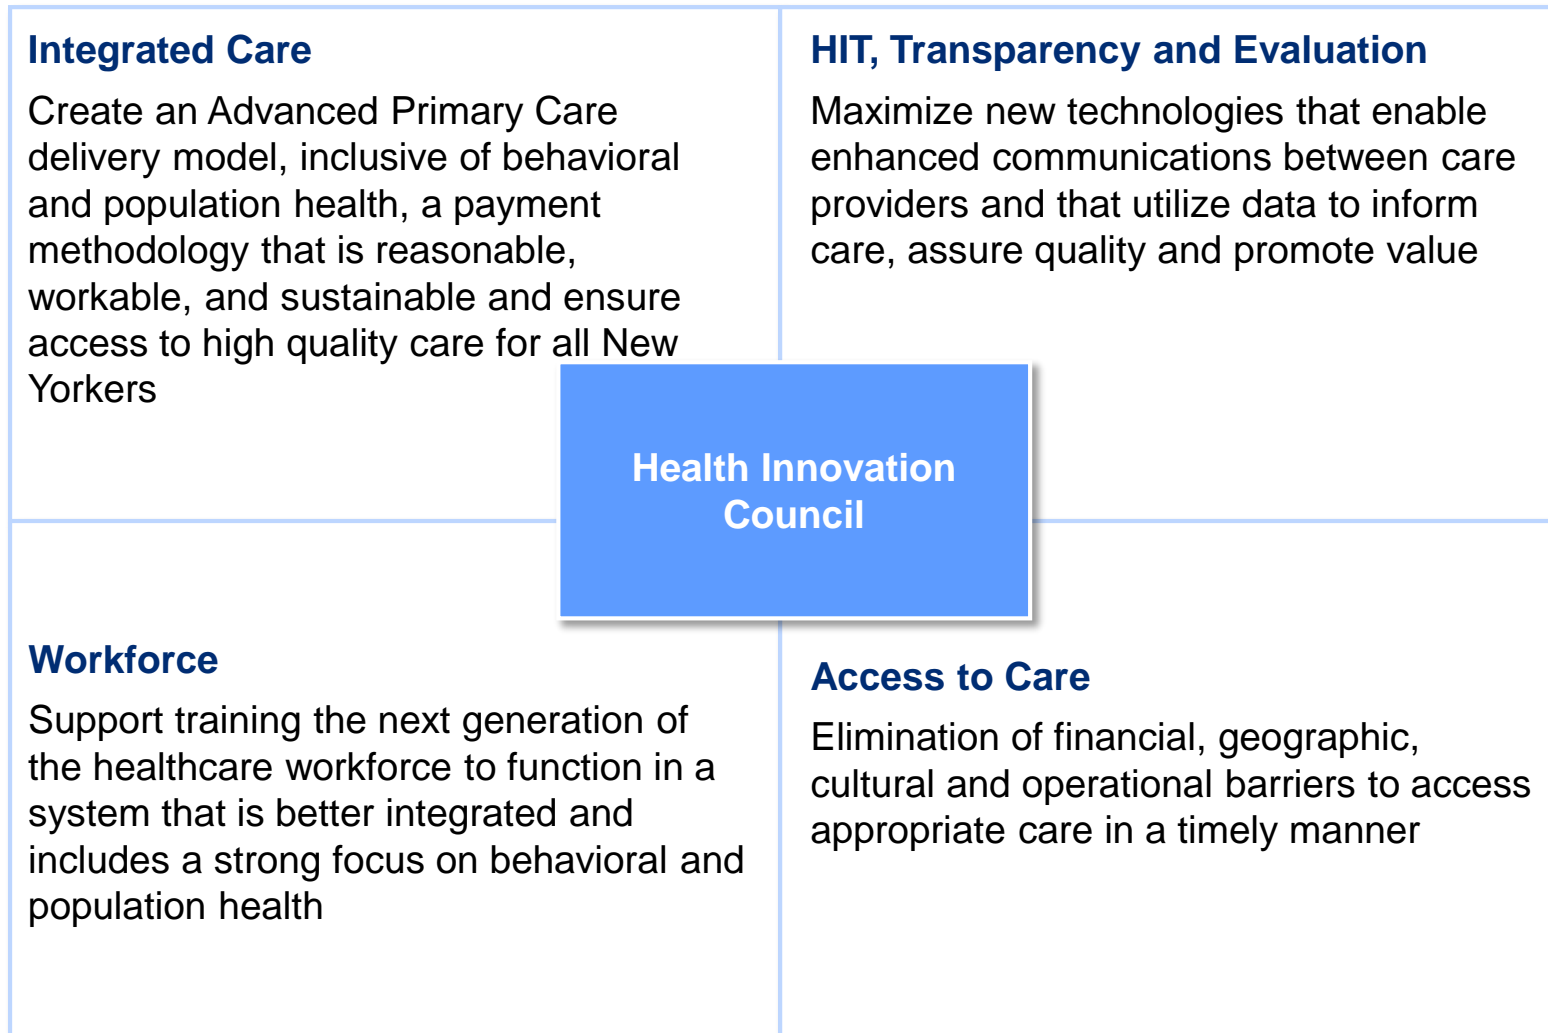 Integrated Care
Create an Advanced Primary Care
delivery model, inclusive of behavioral
and population health, a payment
methodology that is reasonable,
workable, and sustainable and ensure
access to high quality care for all New
Yorkers
HIT, Transparency and Evaluation
Maximize new technologies that enable
enhanced communications between care
providers and that utilize data to inform
care, assure quality and promote value
Health Innovation
Council
Workforce
Support training the next generation of
the healthcare workforce to function in a
system that is better integrated and
includes a strong focus on behavioral and
population health
Access to Care
Elimination of financial, geographic,
cultural and operational barriers to access
appropriate care in a timely manner